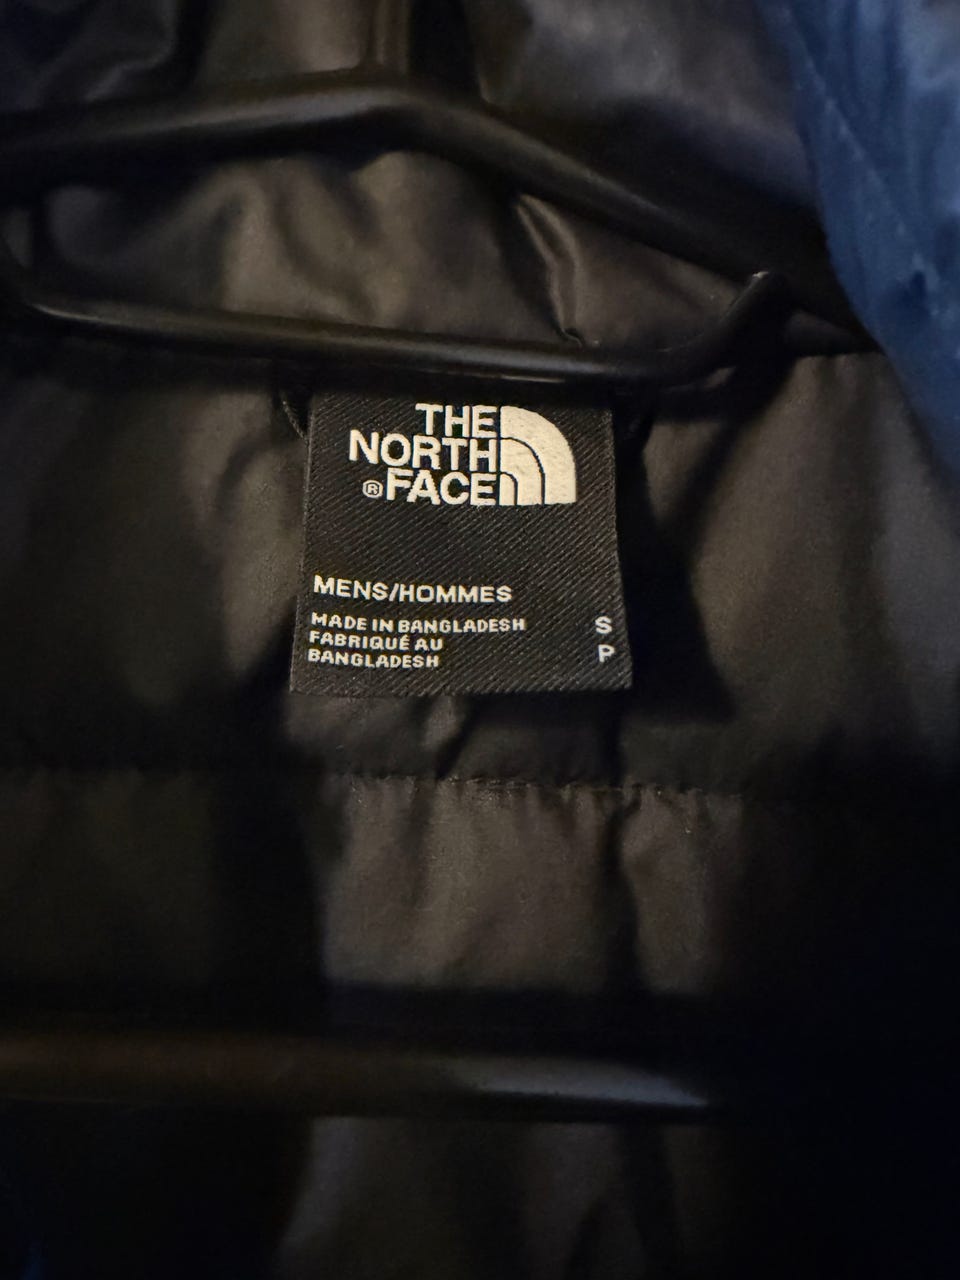 THE
NORTH
® FACE
MENS/HOMMES
MADE IN BANGLADESH
FABRIQUÉ AU
BANGLADESH
S
P